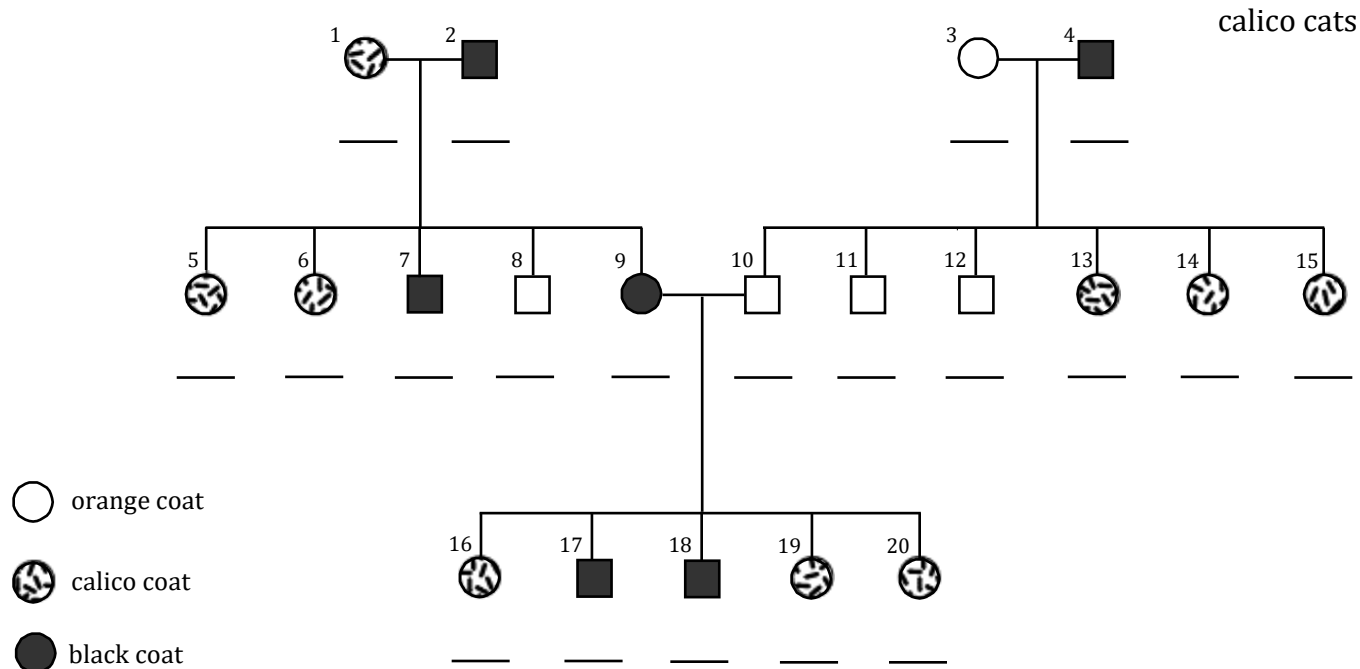 calico cats
1 2 3 4
5 6 7 8 9 10 11 12 13 14 15
orange coat
16 17 18 19 20
calico coat
black coat